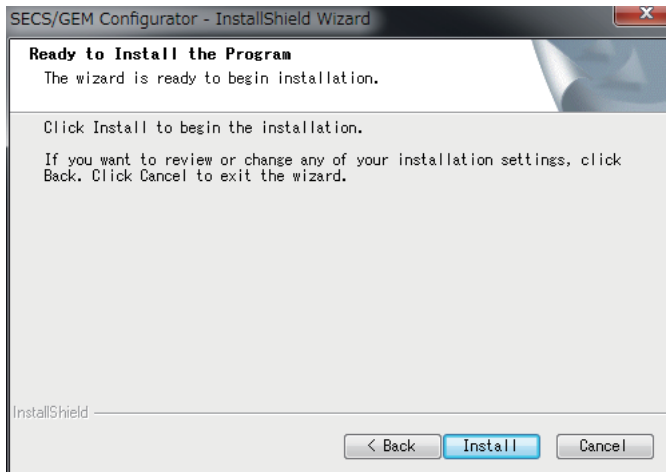 SECS/GEM Configurator - InstallShield Wizard
Ready to Install the Program
The wizard is ready to begin installation.
Click Install to begin the installation.
If you want to review or change any of your installation settings, click
Back. Click Cancel to exit the wizard.
InstallShield
< Back Install Cancel